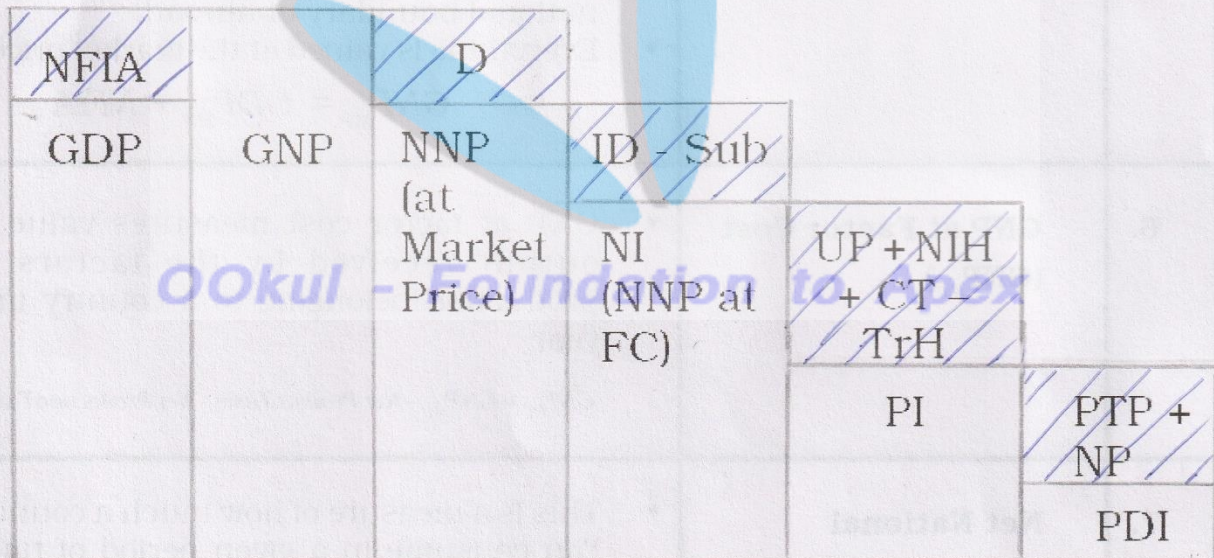 NFIA
D
GDP
GNP
NNP
(at
Market
Price)
ID - Sub
NI
(NNP at
FC)
UP + NIH
+ CT –
TrH
PI
PTP +
NP
PDI
OOkul - Foundation to Apex